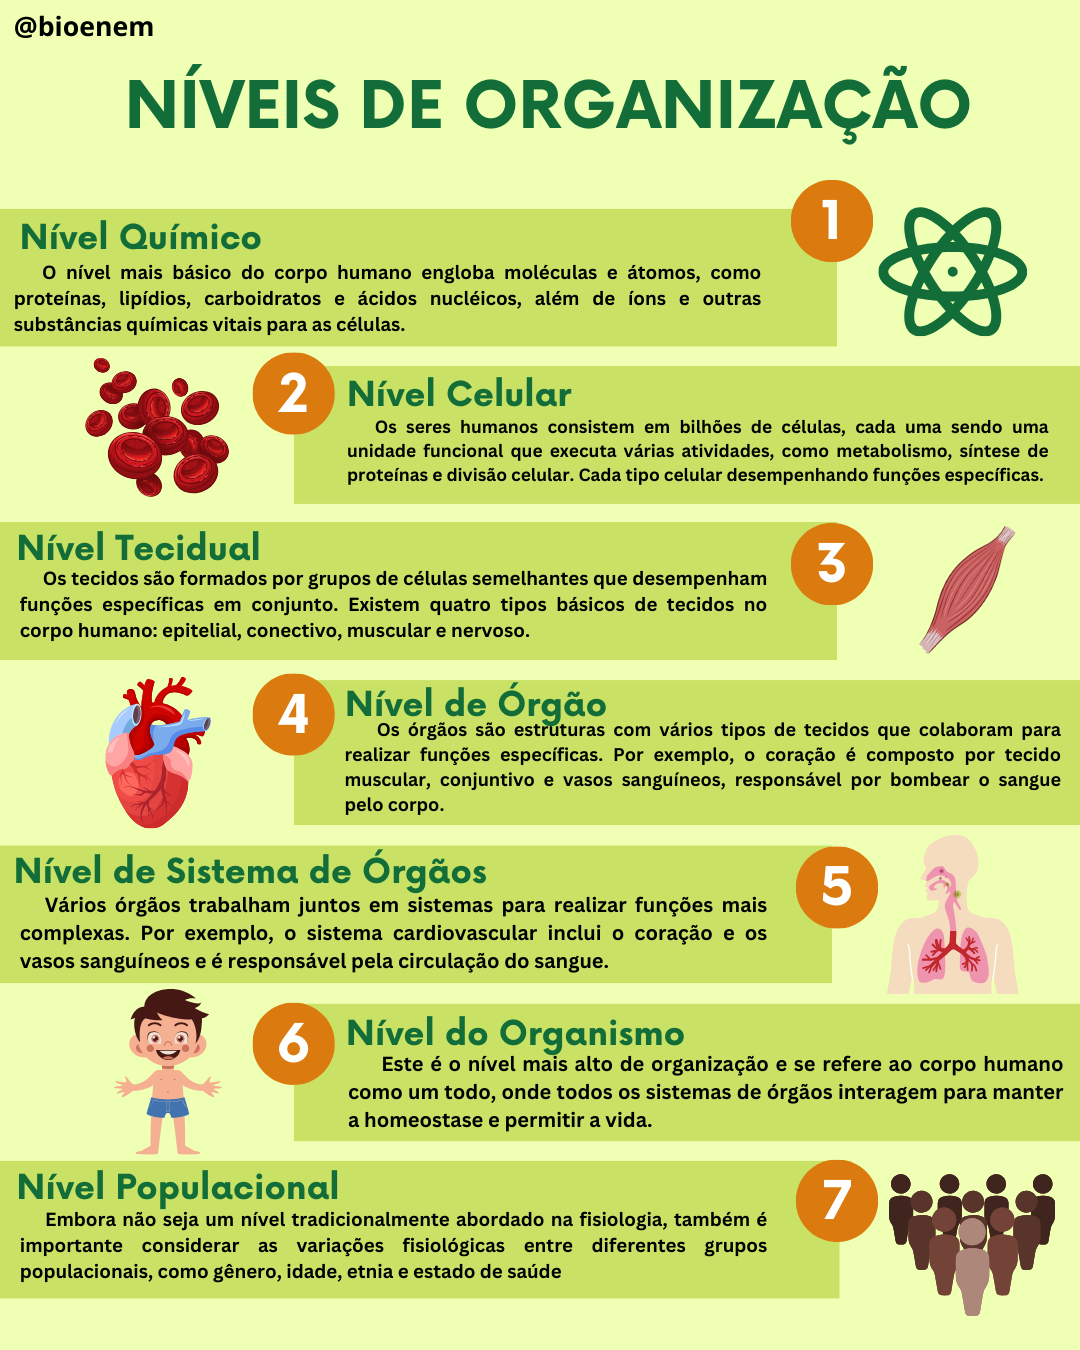 @bioenem
NÍVEIS DE ORGANIZAÇÃO
1
Nível Químico
O nível mais básico do corpo humano engloba moléculas e átomos, como
proteínas, lipídios, carboidratos e ácidos nucléicos, além de íons e outras
substâncias químicas vitais para as células.
2
Nível Celular
Os seres humanos consistem em bilhões de células, cada uma sendo uma
unidade funcional que executa várias atividades, como metabolismo, síntese de
proteínas e divisão celular. Cada tipo celular desempenhando funções específicas.
3
Nível Tecidual
Os tecidos são formados por grupos de células semelhantes que desempenham
funções específicas em conjunto. Existem quatro tipos básicos de tecidos no
corpo humano: epitelial, conectivo, muscular e nervoso.
4
Nível de Órgão
Os órgãos são estruturas com vários tipos de tecidos que colaboram para
realizar funções específicas. Por exemplo, o coração é composto por tecido
muscular, conjuntivo e vasos sanguíneos, responsável por bombear o sangue
pelo corpo.
5
Nível de Sistema de Órgãos
Vários órgãos trabalham juntos em sistemas para realizar funções mais
complexas. Por exemplo, o sistema cardiovascular inclui o coração e os
vasos sanguíneos e é responsável pela circulação do sangue.
6
Nível do Organismo
Este é o nível mais alto de organização e se refere ao corpo humano
como um todo, onde todos os sistemas de órgãos interagem para manter
a homeostase e permitir a vida.
7
Nível Populacional
Embora não seja um nível tradicionalmente abordado na fisiologia, também é
importante considerar as variações fisiológicas entre diferentes grupos
populacionais, como gênero, idade, etnia e estado de saúde